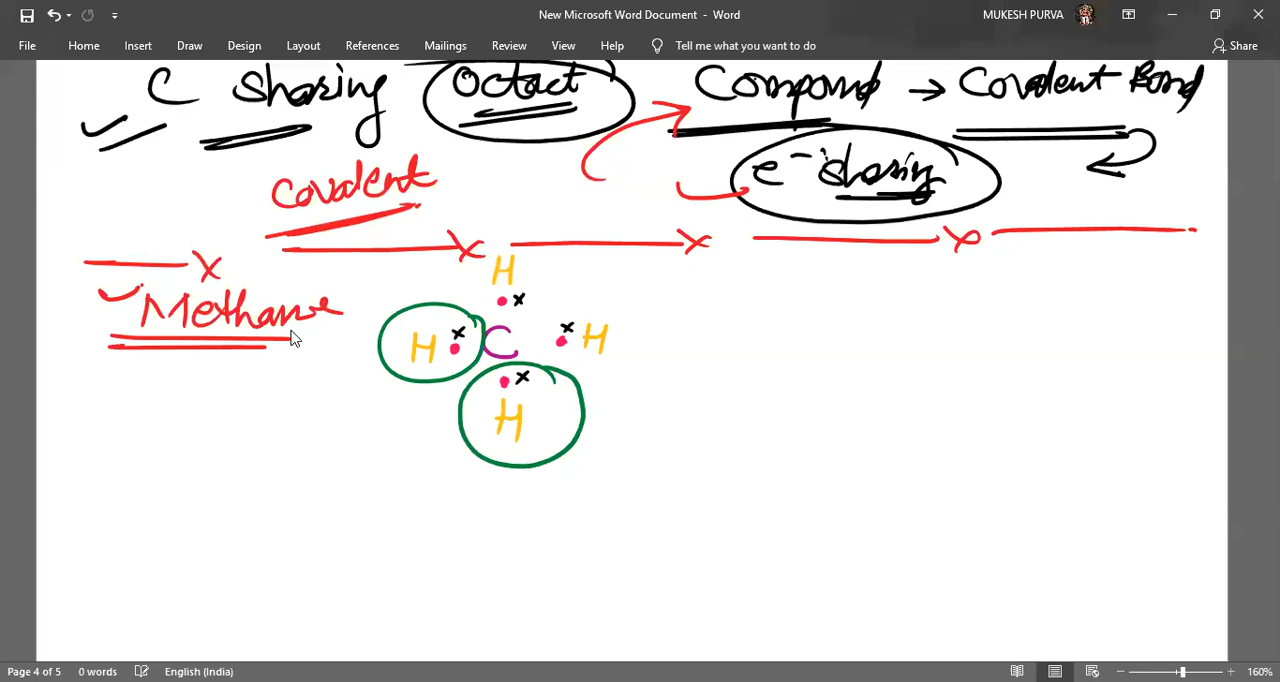 New Microsoft Word Document - Word
MUKESH PURVA
File Home Insert Draw Design Layout References Mailings Review View Help Tell me what you want to do Share
C sharing Octact Compound → Covalent Bond
e⁻ sharing
Covalent
Methane
H
H C H
H
Page 4 of 5 0 words English (India) 160%